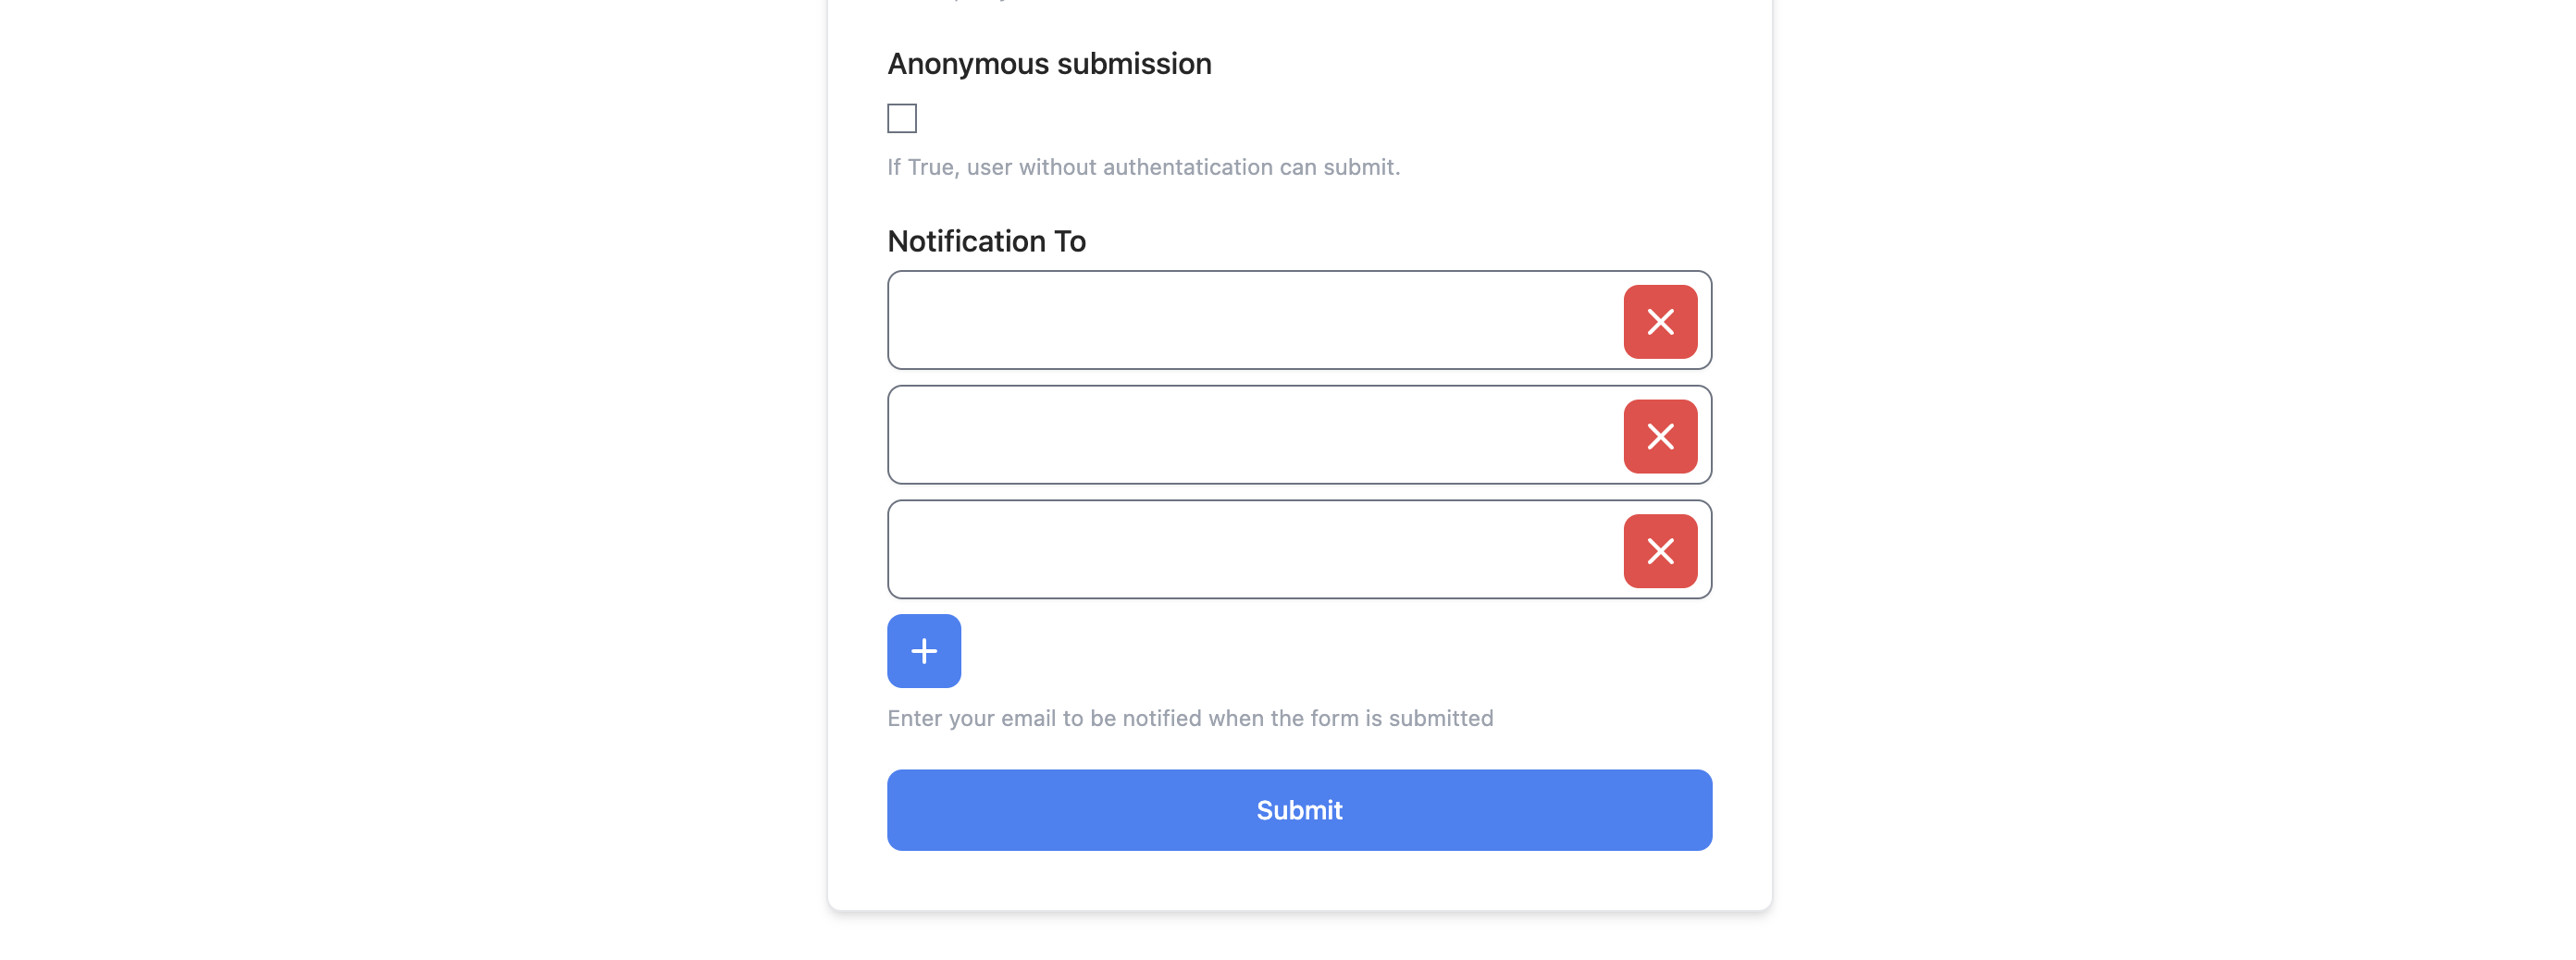 Anonymous submission
If True, user without authentatication can submit.
Notification To
Enter your email to be notified when the form is submitted
Submit